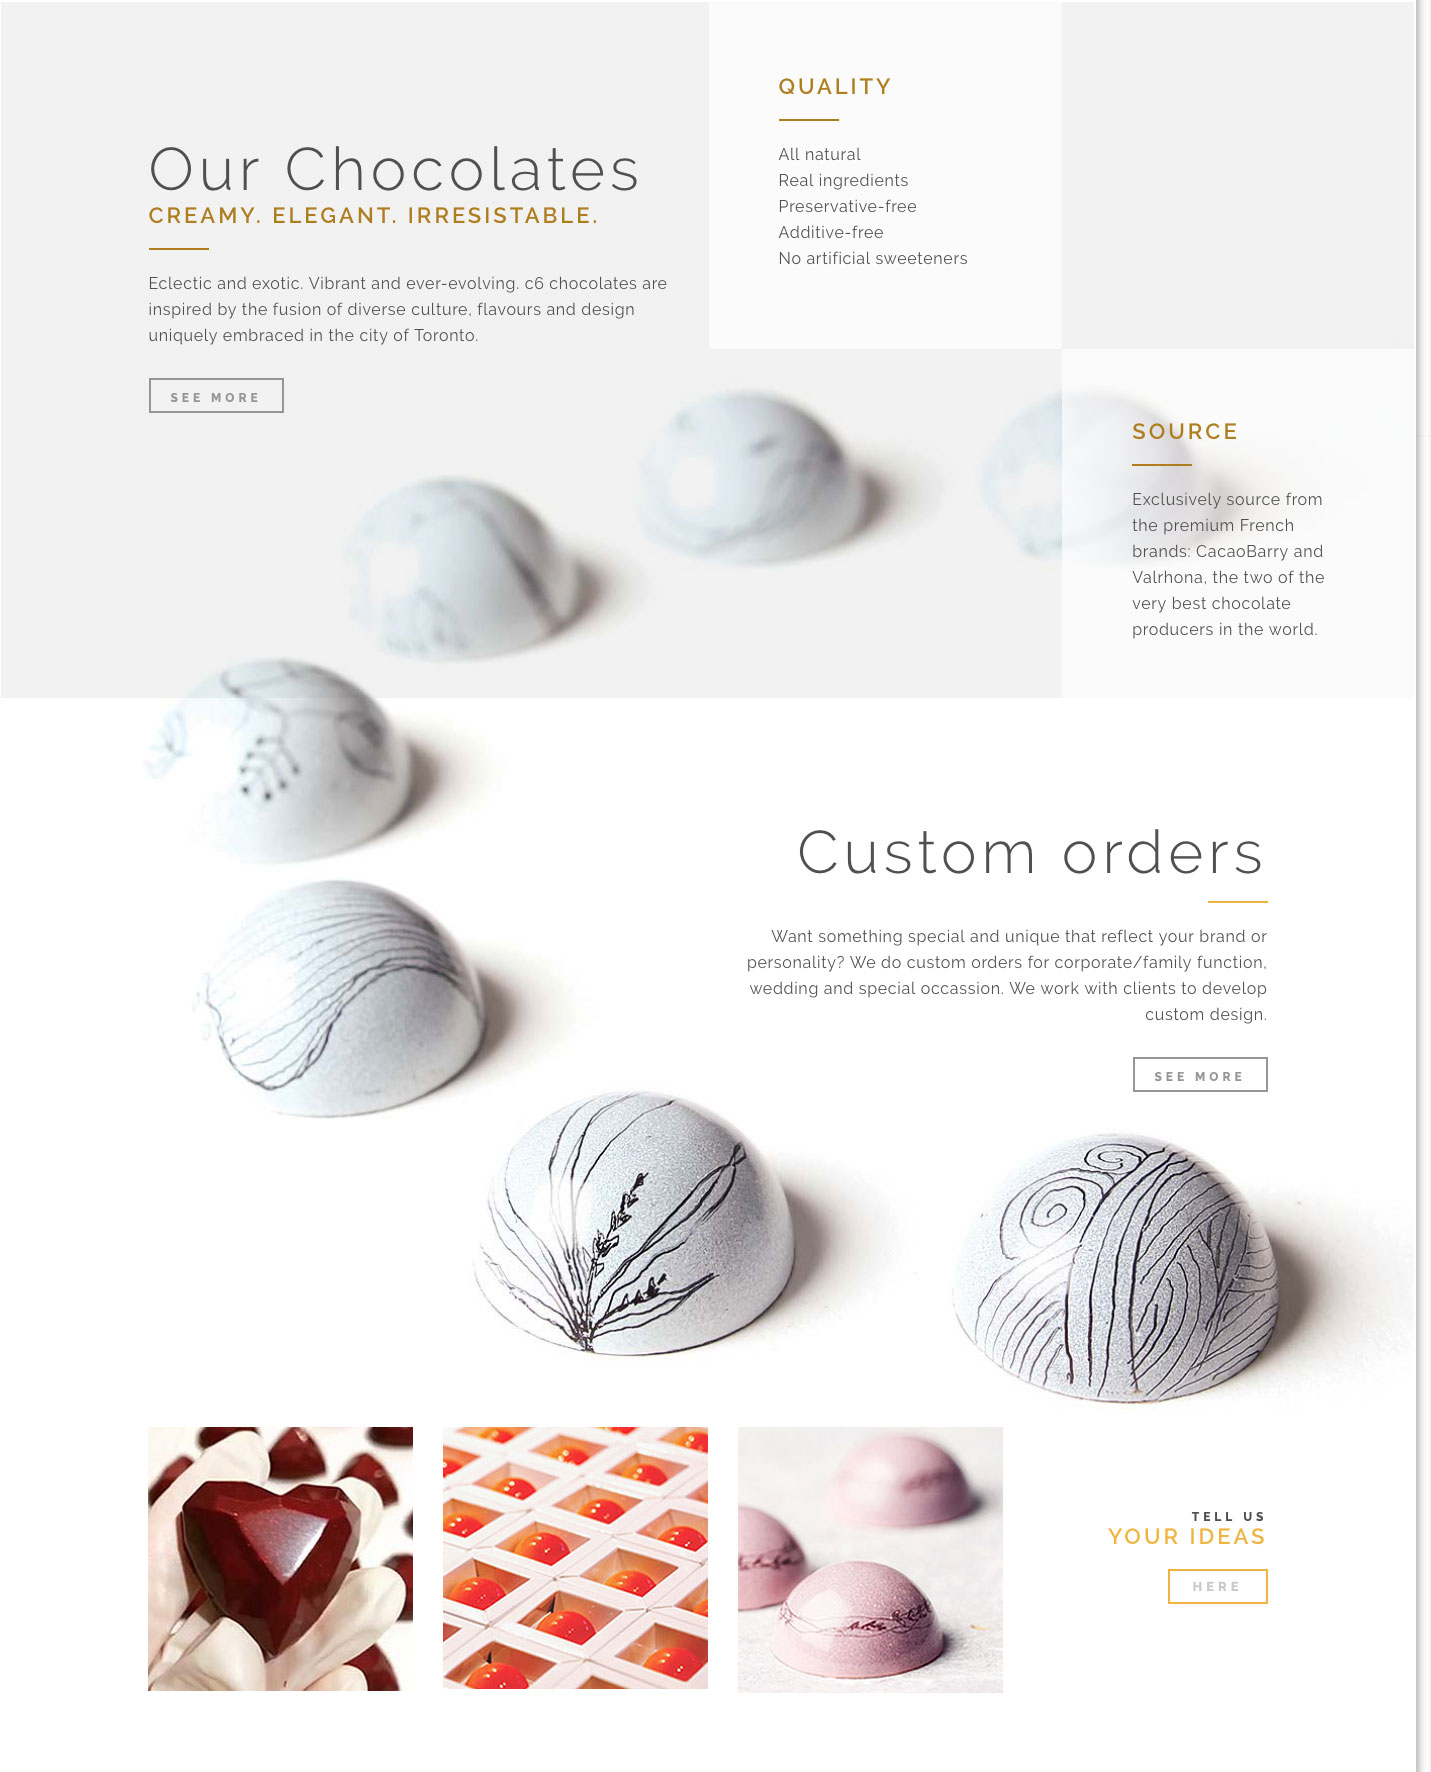 Our Chocolates
CREAMY. ELEGANT. IRRESISTABLE.
Eclectic and exotic. Vibrant and ever-evolving. c6 chocolates are
inspired by the fusion of diverse culture, flavours and design
uniquely embraced in the city of Toronto.
SEE MORE
QUALITY
All natural
Real ingredients
Preservative-free
Additive-free
No artificial sweeteners
SOURCE
Exclusively source from
the premium French
brands: CacaoBarry and
Valrhona, the two of the
very best chocolate
producers in the world.
Custom orders
Want something special and unique that reflect your brand or
personality? We do custom orders for corporate/family function,
wedding and special occassion. We work with clients to develop
custom design.
SEE MORE
TELL US
YOUR IDEAS
HERE